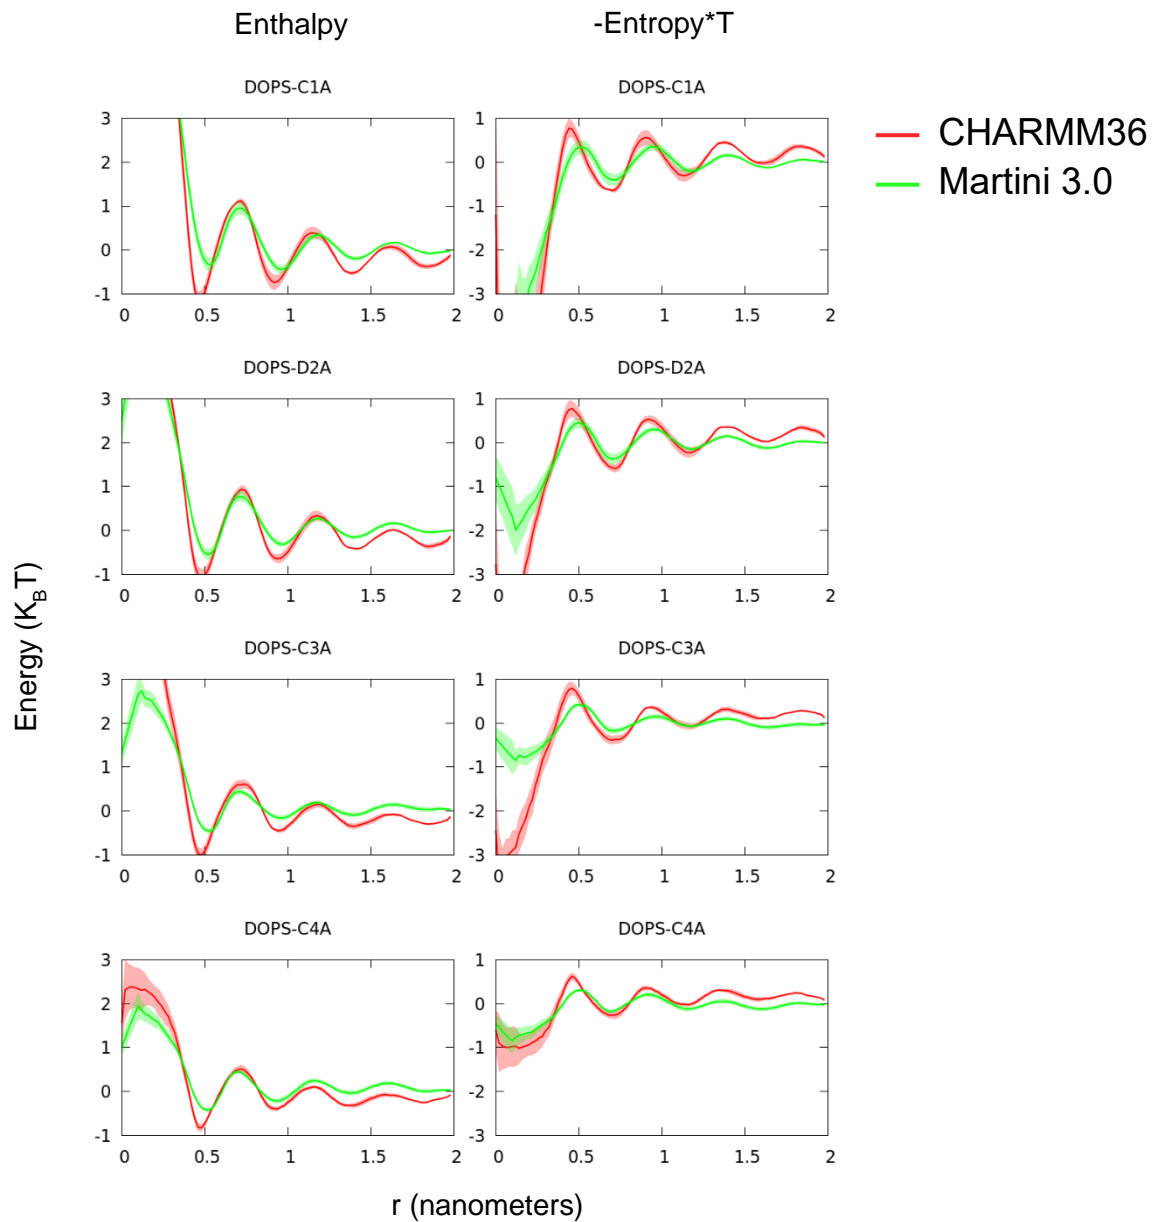 Enthalpy -Entropy*T
DOPS-C1A DOPS-C1A
CHARMM36
Martini 3.0
3 2 1 0 -1
0 0.5 1 1.5 2
1 0 -1 -2 -3
0 0.5 1 1.5 2
DOPS-D2A DOPS-D2A
3 2 1 0 -1
0 0.5 1 1.5 2
1 0 -1 -2 -3
0 0.5 1 1.5 2
Energy (K_B T)
DOPS-C3A DOPS-C3A
3 2 1 0 -1
0 0.5 1 1.5 2
1 0 -1 -2 -3
0 0.5 1 1.5 2
DOPS-C4A DOPS-C4A
3 2 1 0 -1
0 0.5 1 1.5 2
1 0 -1 -2 -3
0 0.5 1 1.5 2
r (nanometers)